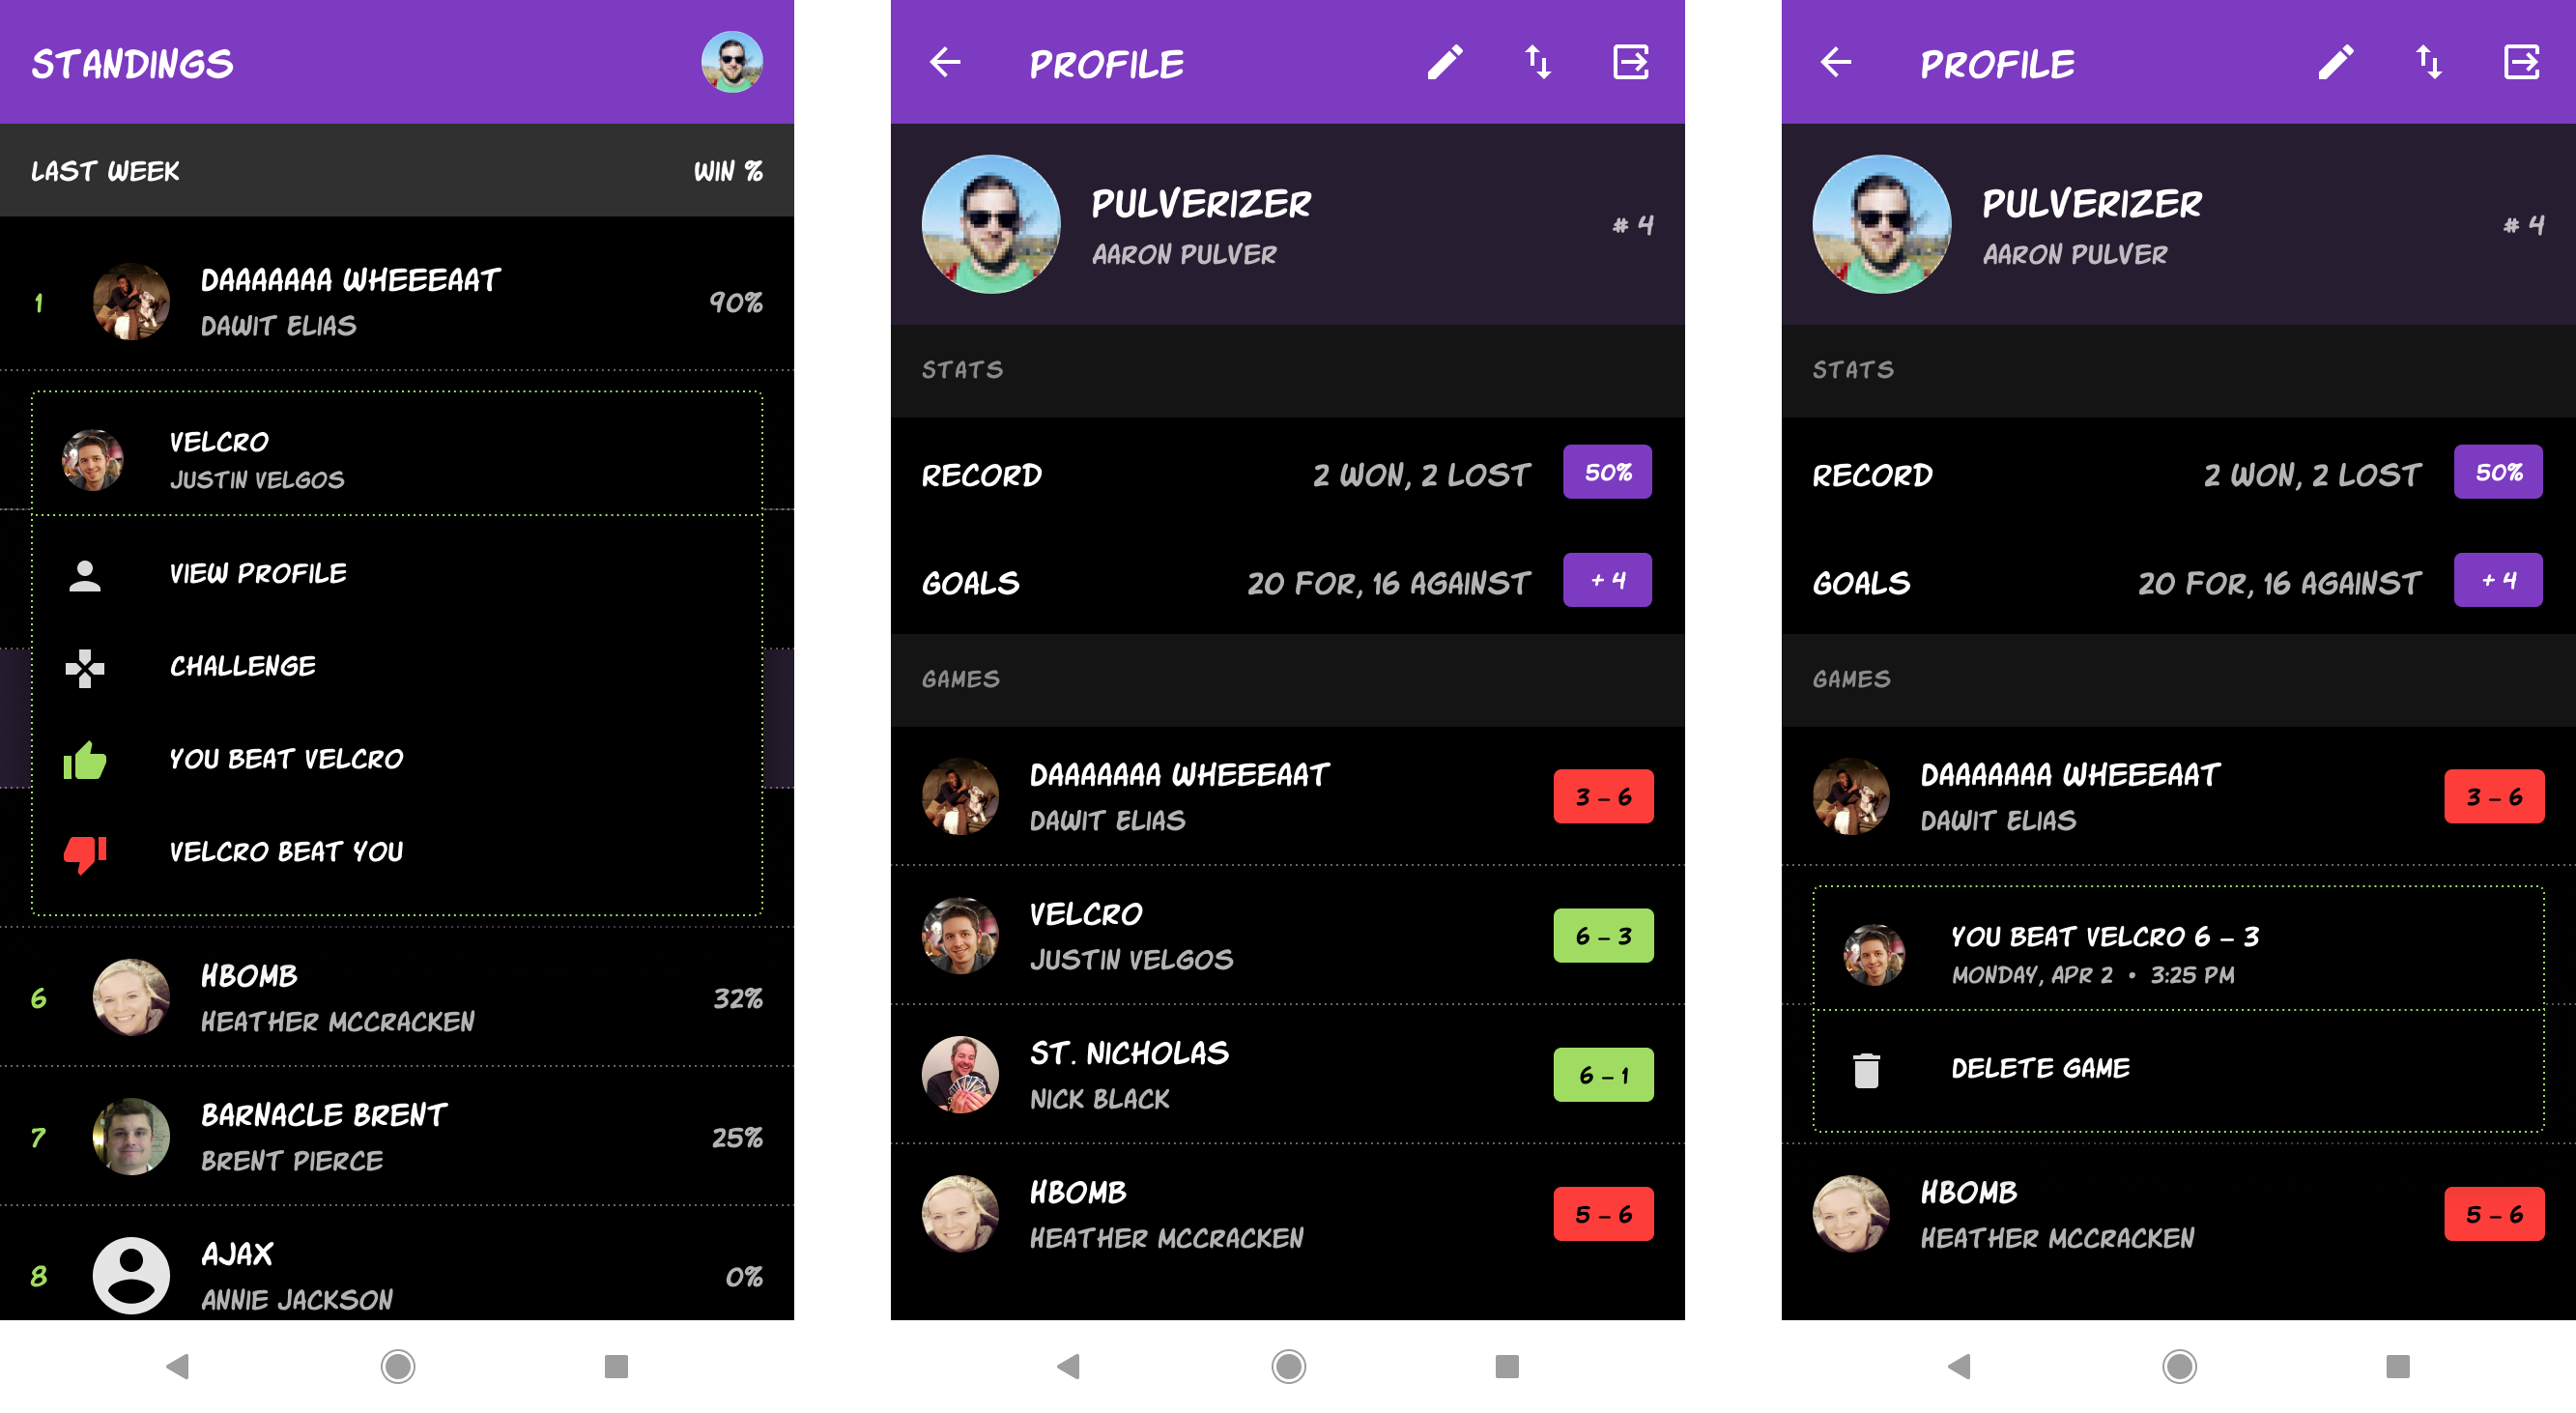 STANDINGS
LAST WEEK WIN %
1 DAAAAAAA WHEEEAAT 90%
DAWIT ELIAS
VELCRO
JUSTIN VELGOS
VIEW PROFILE
CHALLENGE
YOU BEAT VELCRO
VELCRO BEAT YOU
6 HBOMB 32%
HEATHER MCCRACKEN
7 BARNACLE BRENT 25%
BRENT PIERCE
8 AJAX 0%
ANNIE JACKSON
PROFILE
PULVERIZER # 4
AARON PULVER
STATS
RECORD 2 WON, 2 LOST 50%
GOALS 20 FOR, 16 AGAINST + 4
GAMES
DAAAAAAA WHEEEAAT 3 – 6
DAWIT ELIAS
VELCRO 6 – 3
JUSTIN VELGOS
ST. NICHOLAS 6 – 1
NICK BLACK
HBOMB 5 – 6
HEATHER MCCRACKEN
PROFILE
PULVERIZER # 4
AARON PULVER
STATS
RECORD 2 WON, 2 LOST 50%
GOALS 20 FOR, 16 AGAINST + 4
GAMES
DAAAAAAA WHEEEAAT 3 – 6
DAWIT ELIAS
YOU BEAT VELCRO 6 – 3
MONDAY, APR 2 • 3:25 PM
DELETE GAME
HBOMB 5 – 6
HEATHER MCCRACKEN